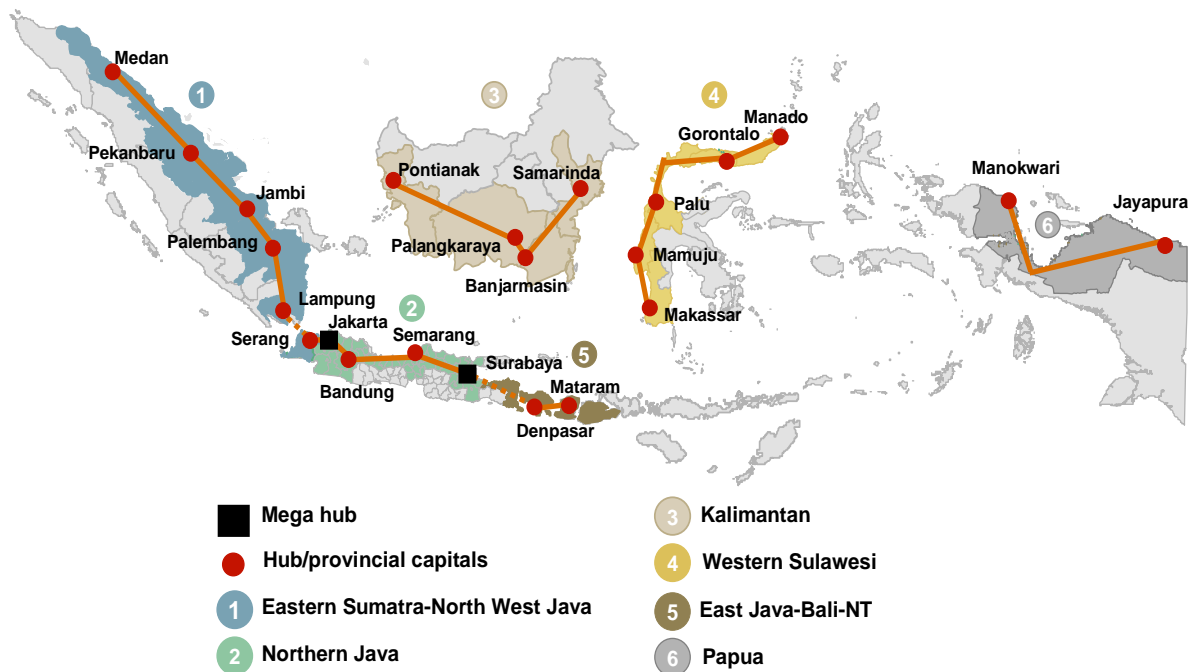 Medan
1
3
4
Manado
Gorontalo
Pekanbaru
Pontianak
Samarinda
Manokwari
Jambi
Palu
Jayapura
6
Palembang
Palangkaraya
Mamuju
Banjarmasin
Lampung
2
Makassar
Jakarta
Serang
Semarang
5
Surabaya
Bandung
Mataram
Denpasar
Mega hub
Hub/provincial capitals
1 Eastern Sumatra-North West Java
2 Northern Java
3 Kalimantan
4 Western Sulawesi
5 East Java-Bali-NT
6 Papua